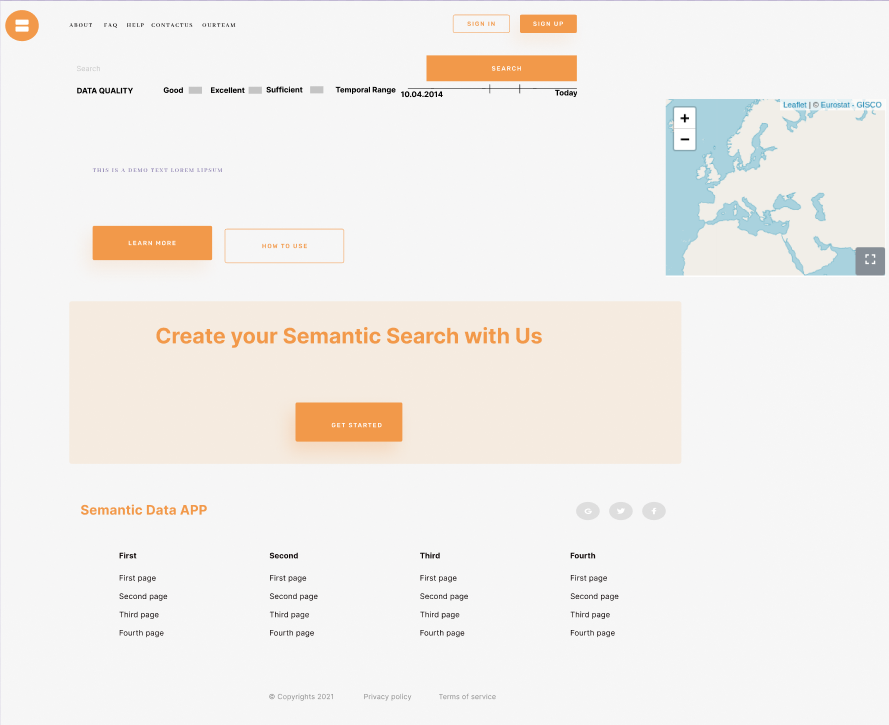 ABOUT FAQ HELP CONTACTUS OURTEAM
SIGN IN
SIGN UP
Search
SEARCH
DATA QUALITY Good Excellent Sufficient Temporal Range 10.04.2014 Today
Leaflet | © Eurostat - GISCO
+
−
THIS IS A DEMO TEXT LOREM LIPSUM
LEARN MORE
HOW TO USE
Create your Semantic Search with Us
GET STARTED
Semantic Data APP
First Second Third Fourth
First page First page First page First page
Second page Second page Second page Second page
Third page Third page Third page Third page
Fourth page Fourth page Fourth page Fourth page
© Copyrights 2021 Privacy policy Terms of service